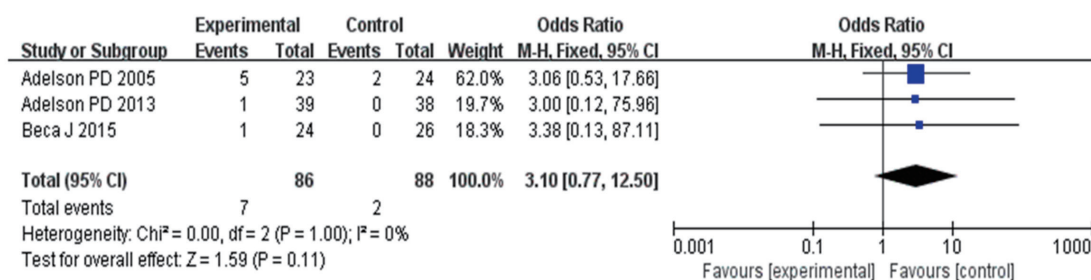 Experimental Control Odds Ratio Odds Ratio
Study or Subgroup Events Total Events Total Weight M-H, Fixed, 95% CI M-H, Fixed, 95% CI
Adelson PD 2005 5 23 2 24 62.0% 3.06 [0.53, 17.66]
Adelson PD 2013 1 39 0 38 19.7% 3.00 [0.12, 75.96]
Beca J 2015 1 24 0 26 18.3% 3.38 [0.13, 87.11]
Total (95% CI) 86 88 100.0% 3.10 [0.77, 12.50]
Total events 7 2
Heterogeneity: Chi² = 0.00, df = 2 (P = 1.00); I² = 0%
Test for overall effect: Z = 1.59 (P = 0.11)
0.001 0.1 1 10 1000
Favours [experimental] Favours [control]